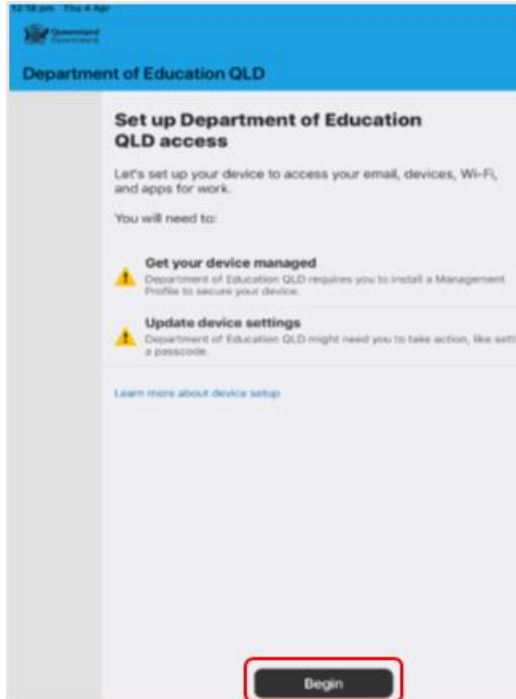 12:18 pm Thu 4 Apr
Queensland
Government
Department of Education QLD
Set up Department of Education
QLD access
Let's set up your device to access your email, devices, Wi-Fi,
and apps for work.
You will need to:
Get your device managed
Department of Education QLD requires you to install a Management
Profile to secure your device.
Update device settings
Department of Education QLD might need you to take action, like setti
a passcode.
Learn more about device setup
Begin